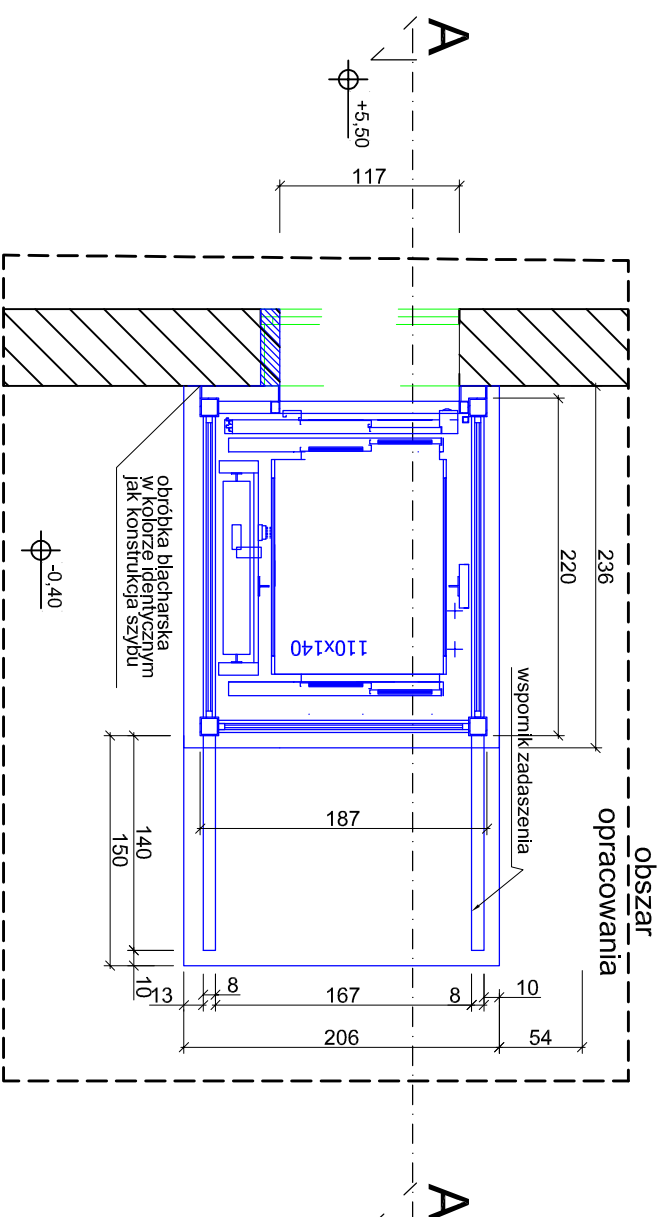 A
+5,50
117
236
220
obróbka blacharska
w kolorze identycznym
jak konstrukcja szybu
-0,40
110x140
wspornik zadaszenia
187
140
150
10
obszar
opracowania
13
8
167
8
10
206
54
A